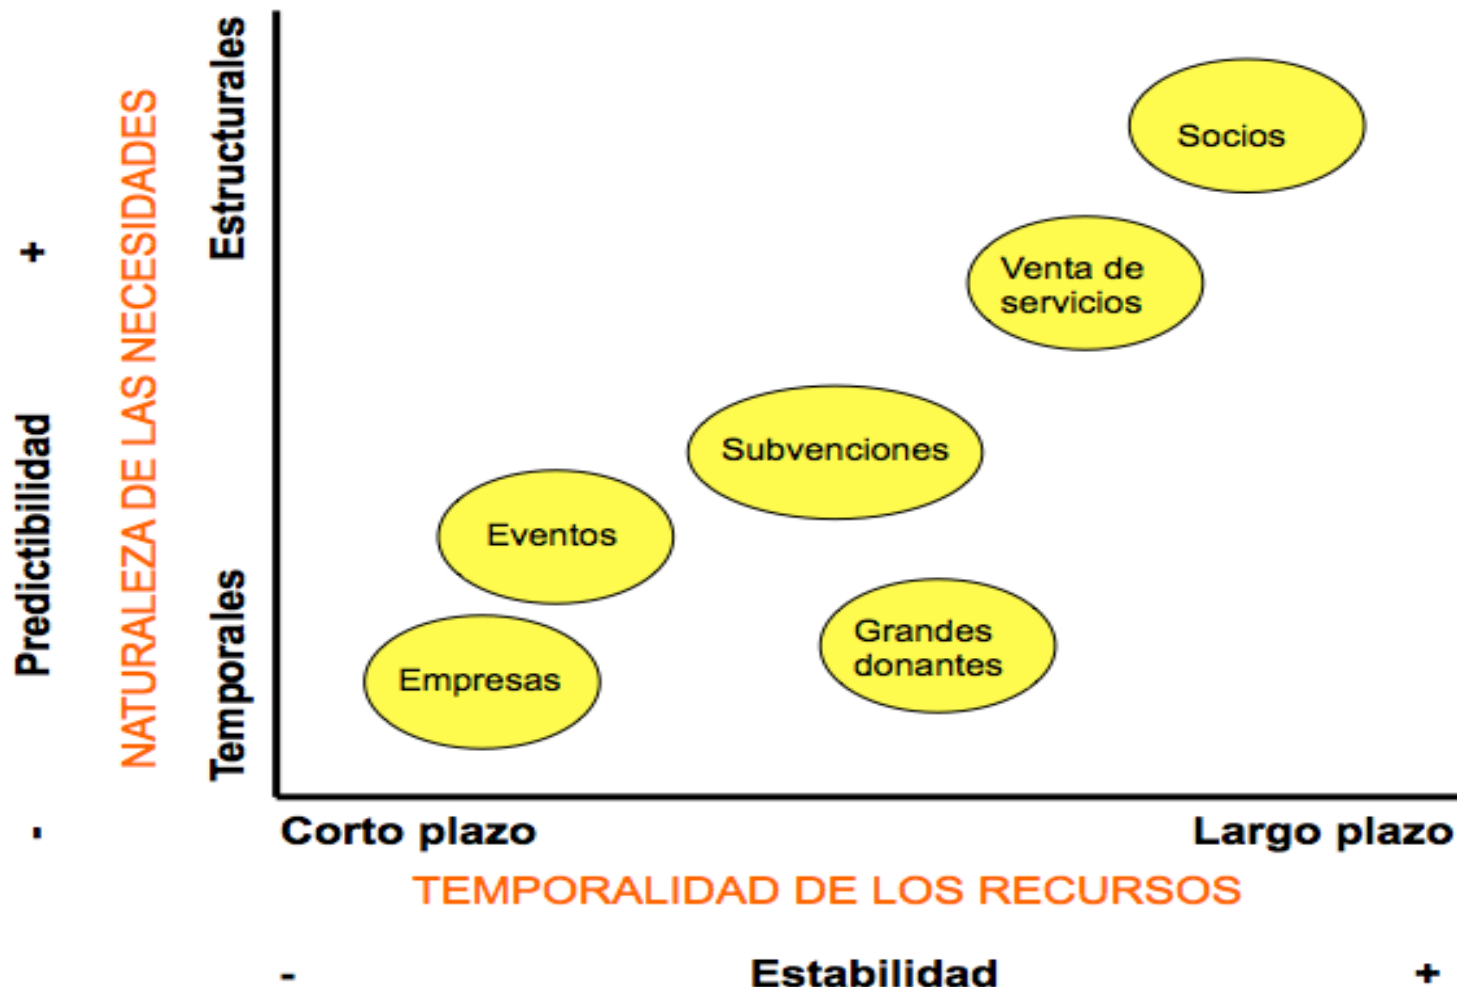 Predictibilidad
+
-
NATURALEZA DE LAS NECESIDADES
Estructurales
Temporales
Socios
Venta de
servicios
Subvenciones
Eventos
Grandes
donantes
Empresas
Corto plazo
Largo plazo
TEMPORALIDAD DE LOS RECURSOS
-
Estabilidad
+